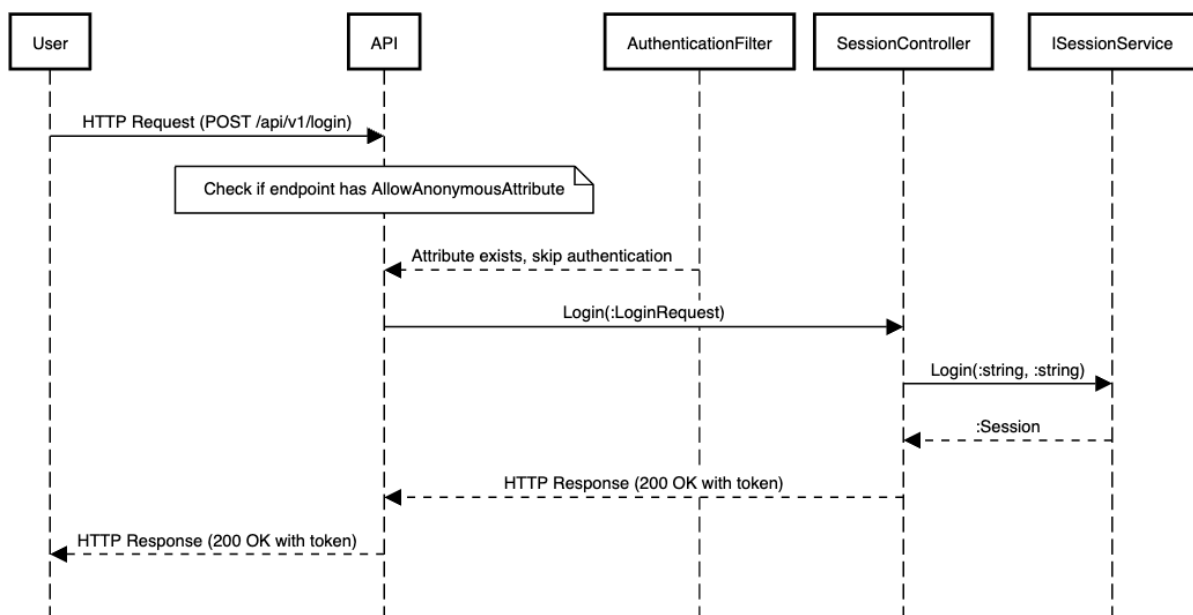 User
API
AuthenticationFilter
SessionController
ISessionService
HTTP Request (POST /api/v1/login)
Check if endpoint has AllowAnonymousAttribute
Attribute exists, skip authentication
Login(:LoginRequest)
Login(:string, :string)
:Session
HTTP Response (200 OK with token)
HTTP Response (200 OK with token)